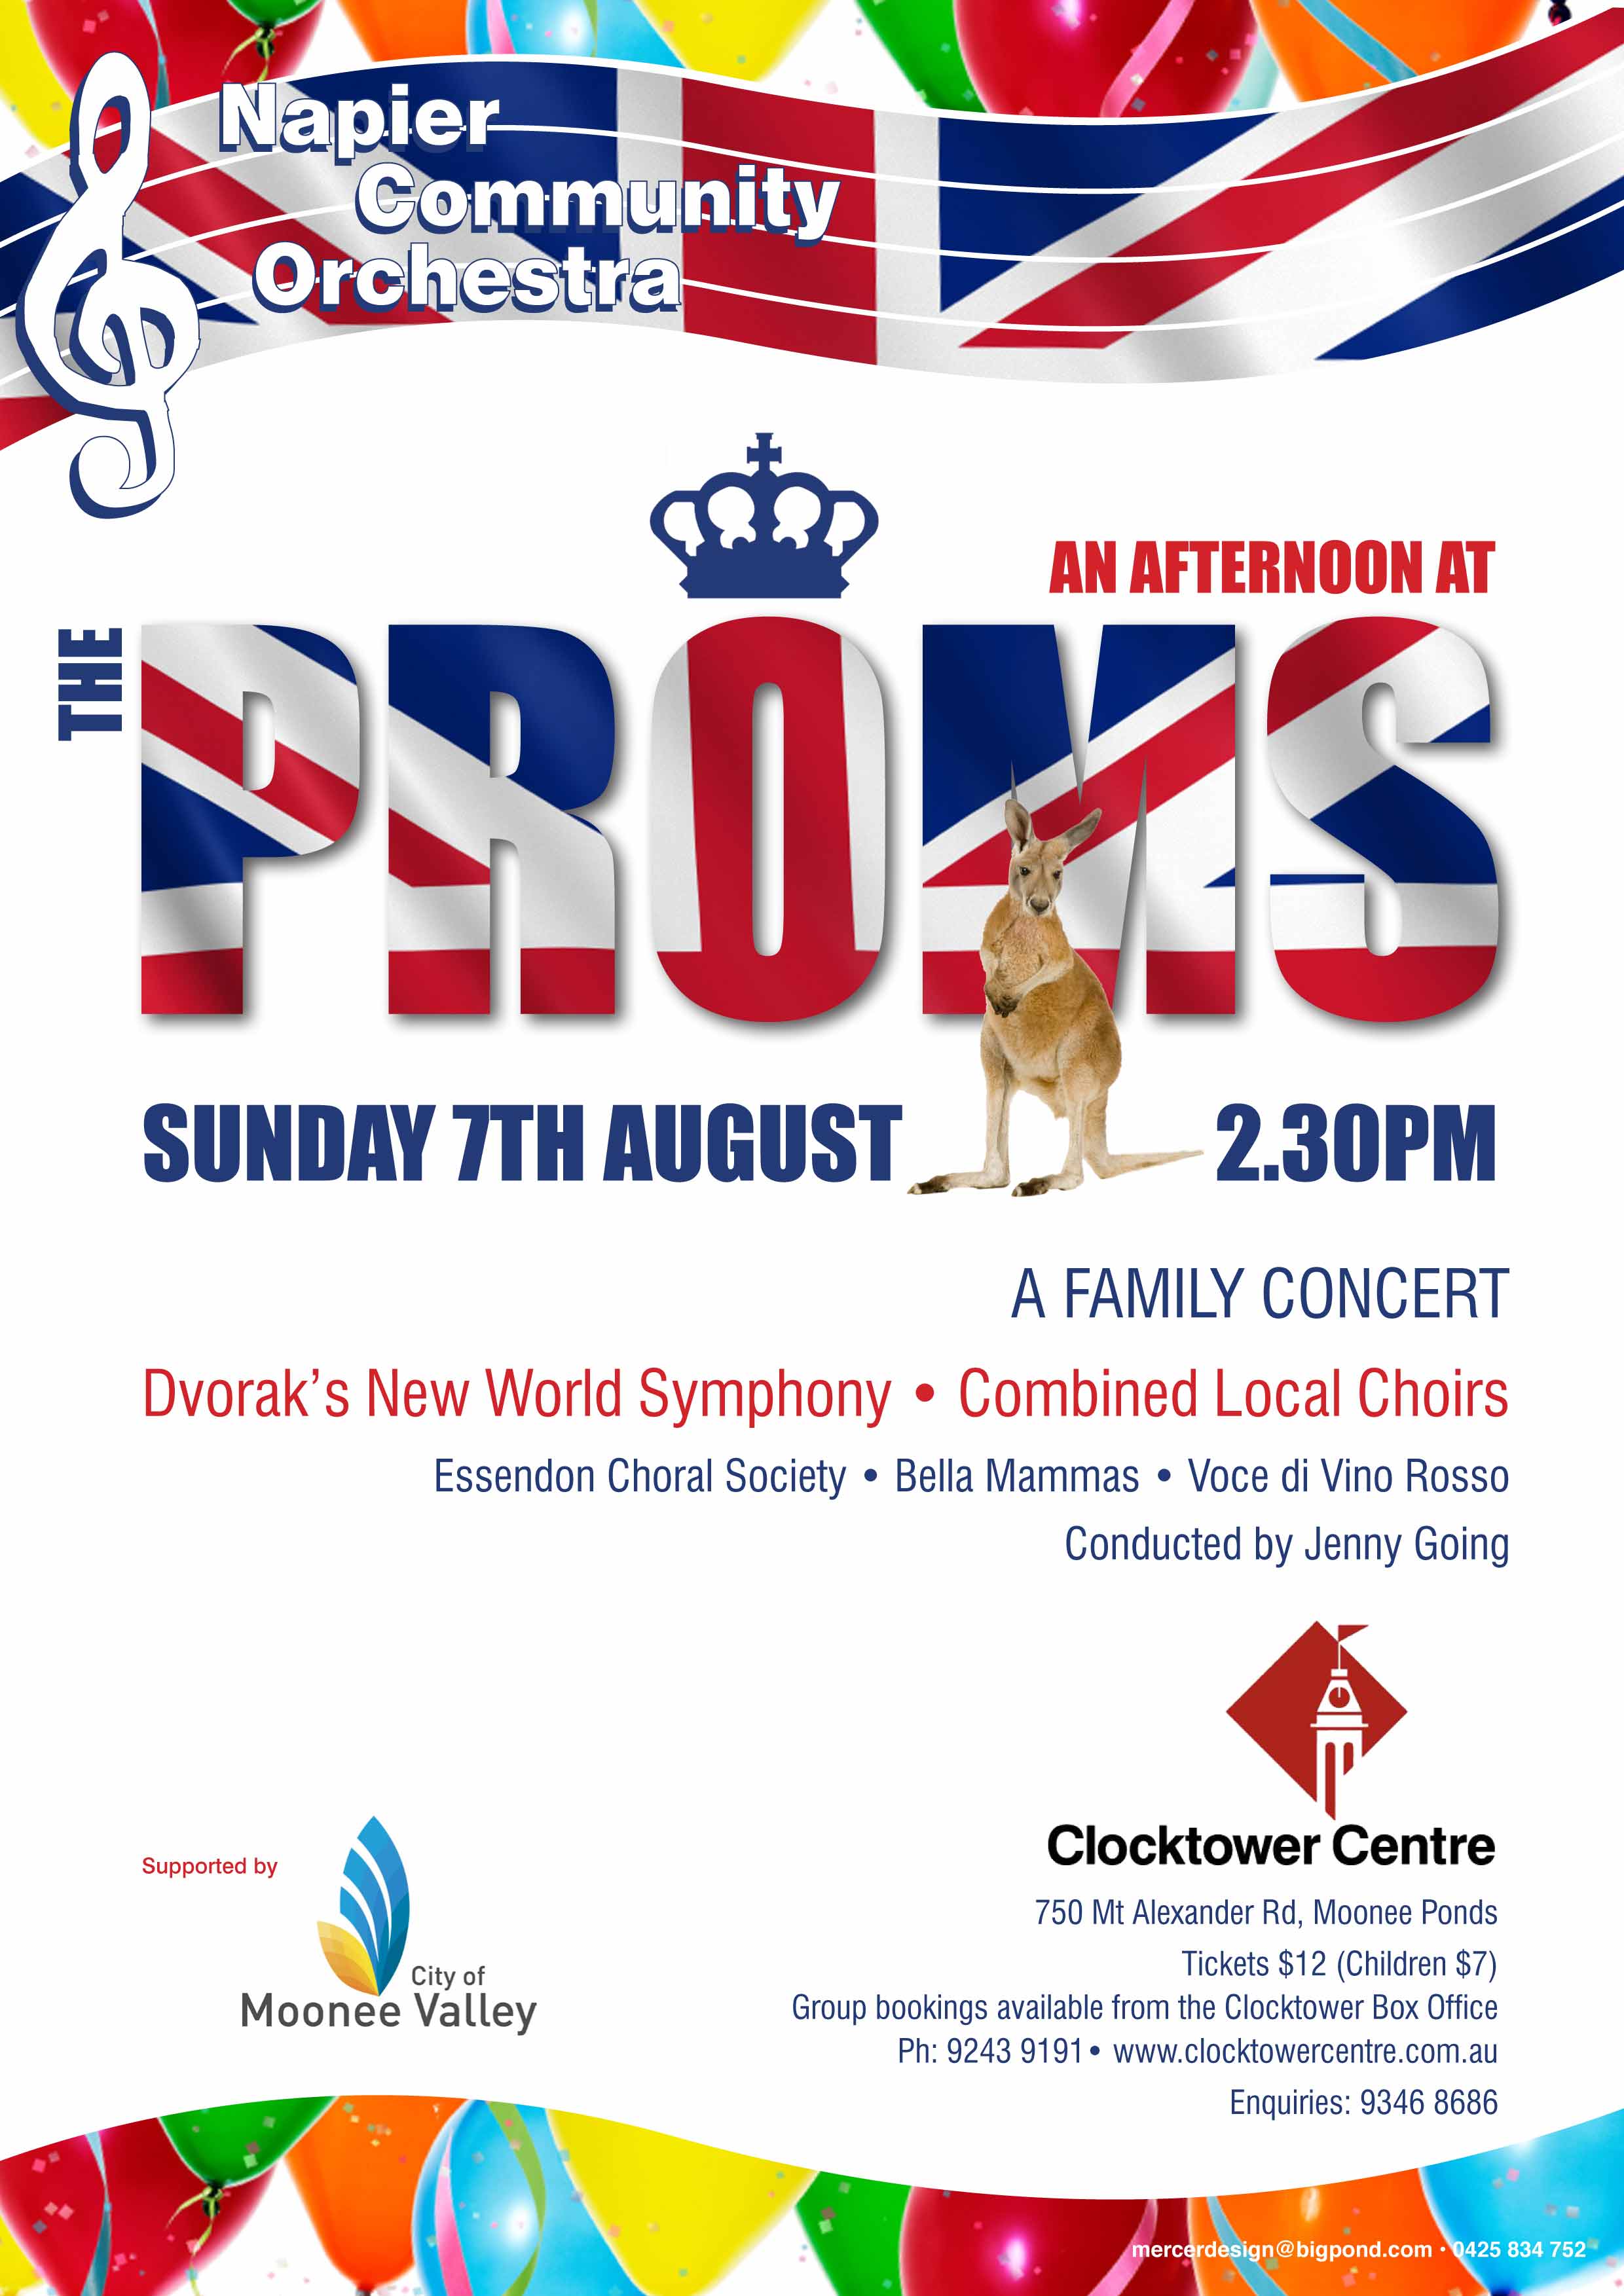 Napier
Community
Orchestra
AN AFTERNOON AT
THE
PROMS
SUNDAY 7TH AUGUST 2.30PM
A FAMILY CONCERT
Dvorak's New World Symphony • Combined Local Choirs
Essendon Choral Society • Bella Mammas • Voce di Vino Rosso
Conducted by Jenny Going
Clocktower Centre
Supported by
City of
Moonee Valley
750 Mt Alexander Rd, Moonee Ponds
Tickets $12 (Children $7)
Group bookings available from the Clocktower Box Office
Ph: 9243 9191 • www.clocktowercentre.com.au
Enquiries: 9346 8686
mercerdesign@bigpond.com • 0425 834 752